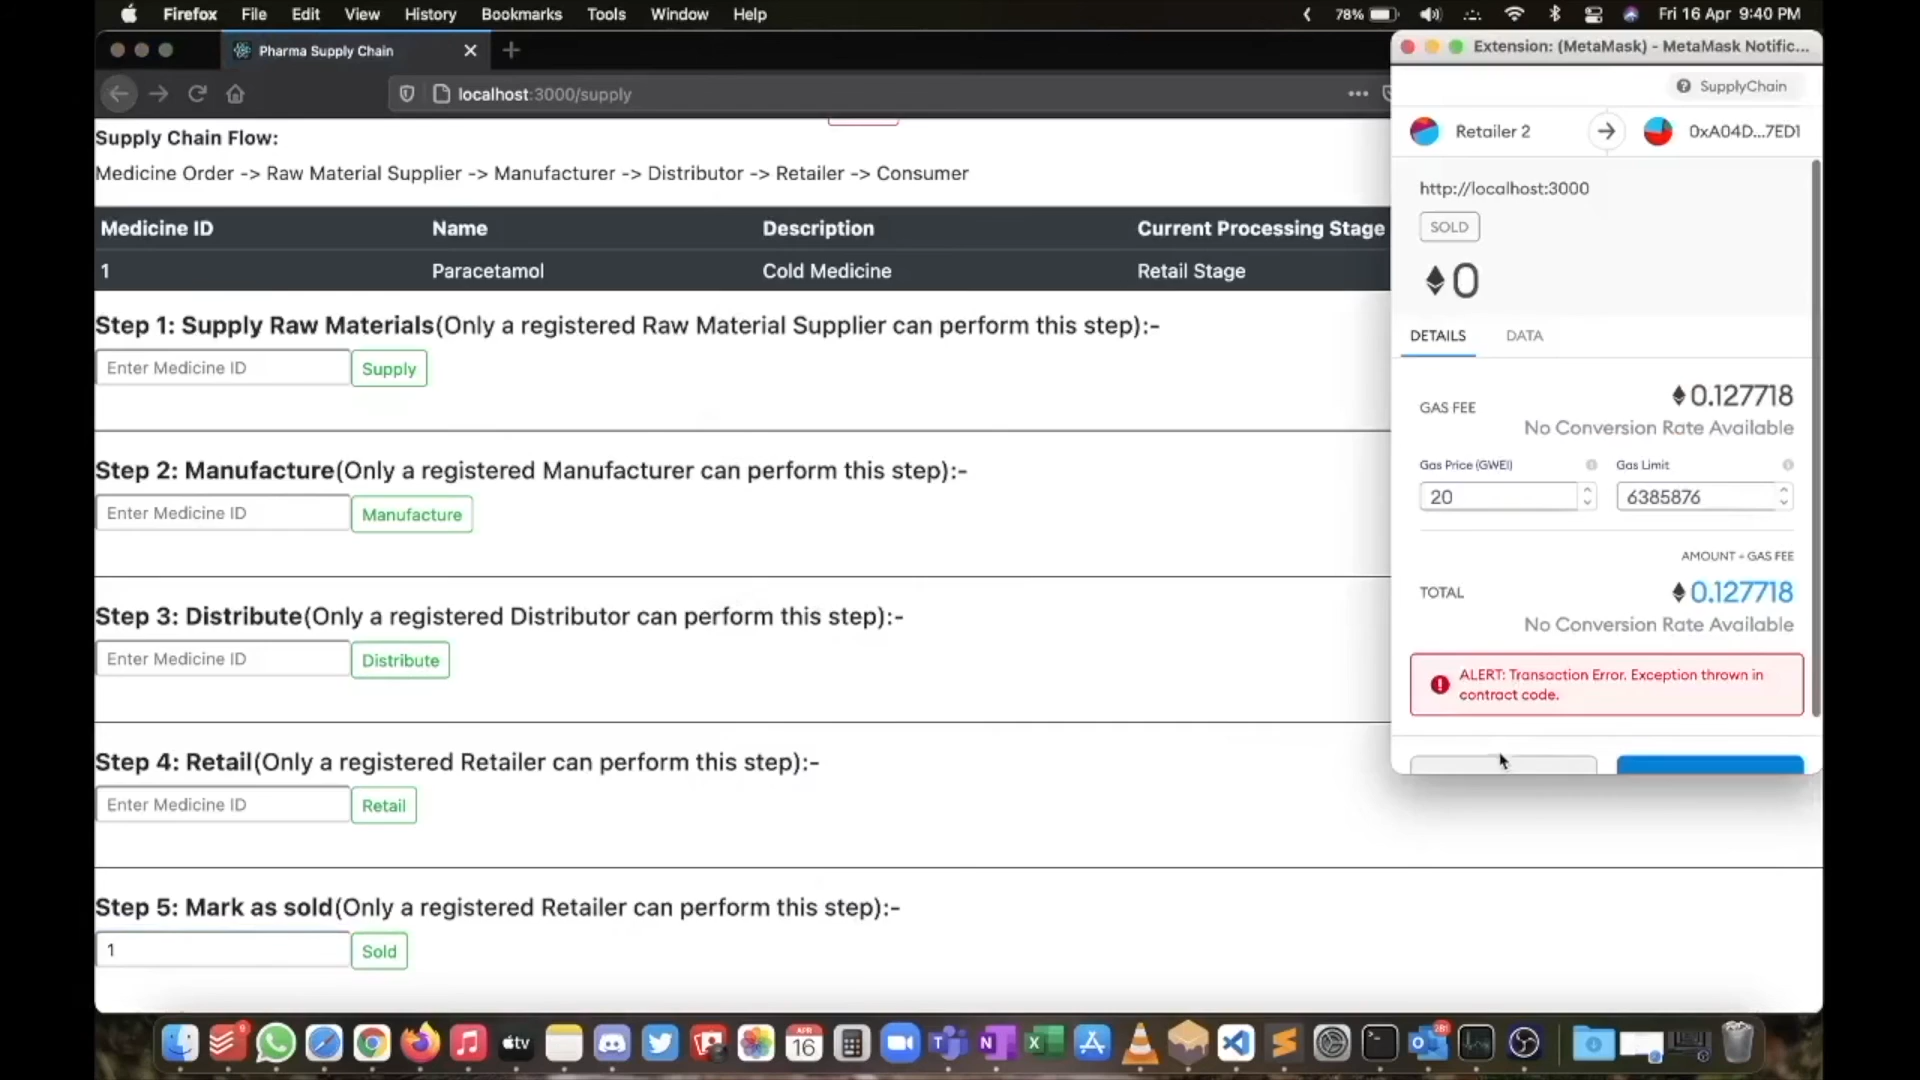 Firefox File Edit View History Bookmarks Tools Window Help
78% Fri 16 Apr 9:40 PM
Pharma Supply Chain
localhost:3000/supply
Supply Chain Flow:
Medicine Order -> Raw Material Supplier -> Manufacturer -> Distributor -> Retailer -> Consumer
Medicine ID Name Description Current Processing Stage
1 Paracetamol Cold Medicine Retail Stage
Step 1: Supply Raw Materials(Only a registered Raw Material Supplier can perform this step):-
Enter Medicine ID Supply
Step 2: Manufacture(Only a registered Manufacturer can perform this step):-
Enter Medicine ID Manufacture
Step 3: Distribute(Only a registered Distributor can perform this step):-
Enter Medicine ID Distribute
Step 4: Retail(Only a registered Retailer can perform this step):-
Enter Medicine ID Retail
Step 5: Mark as sold(Only a registered Retailer can perform this step):-
1 Sold
Extension: (MetaMask) - MetaMask Notific...
SupplyChain
Retailer 2 0xA04D...7ED1
http://localhost:3000
SOLD
0
DETAILS DATA
GAS FEE 0.127718
No Conversion Rate Available
Gas Price (GWEI) Gas Limit
20 6385876
AMOUNT + GAS FEE
TOTAL 0.127718
No Conversion Rate Available
ALERT: Transaction Error. Exception thrown in
contract code.
9
tv
APR
16
281